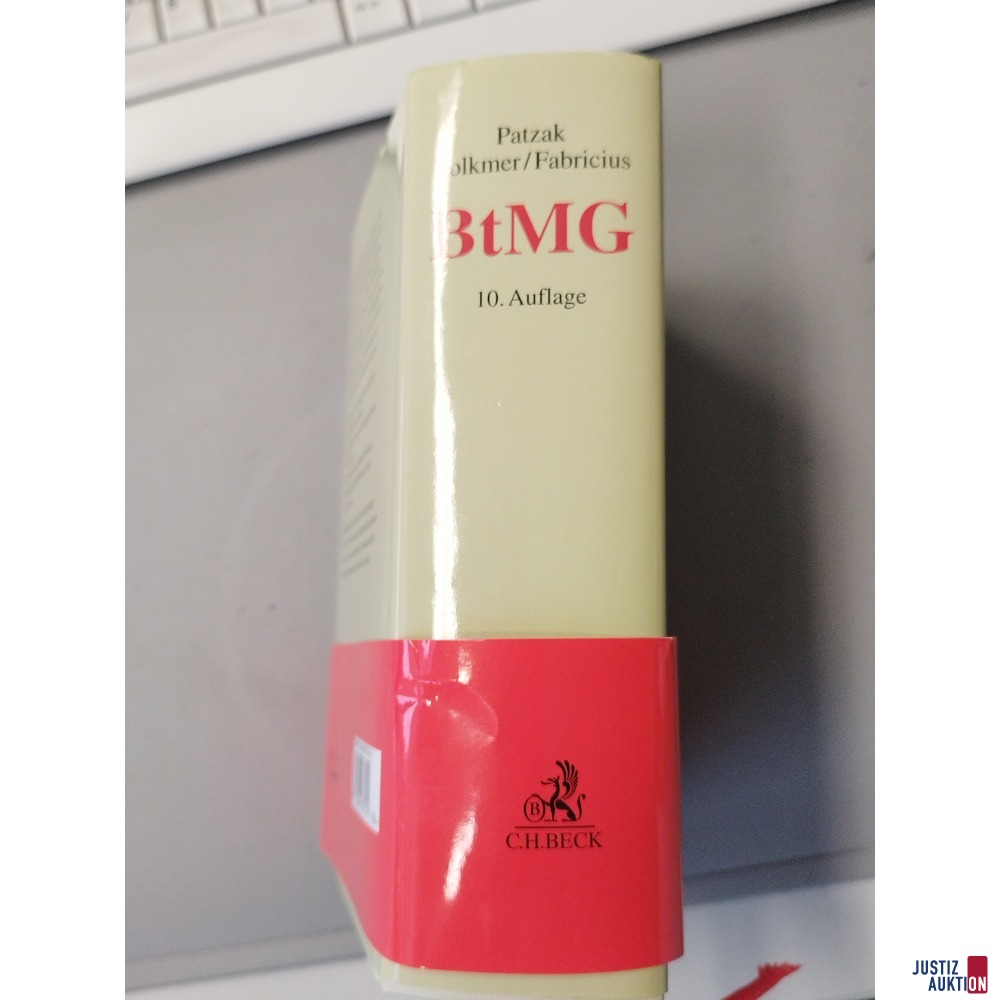 Patzak
olkmer/Fabricius
BtMG
10. Auflage
B
C.H.BECK
JUSTIZ
AUKTION